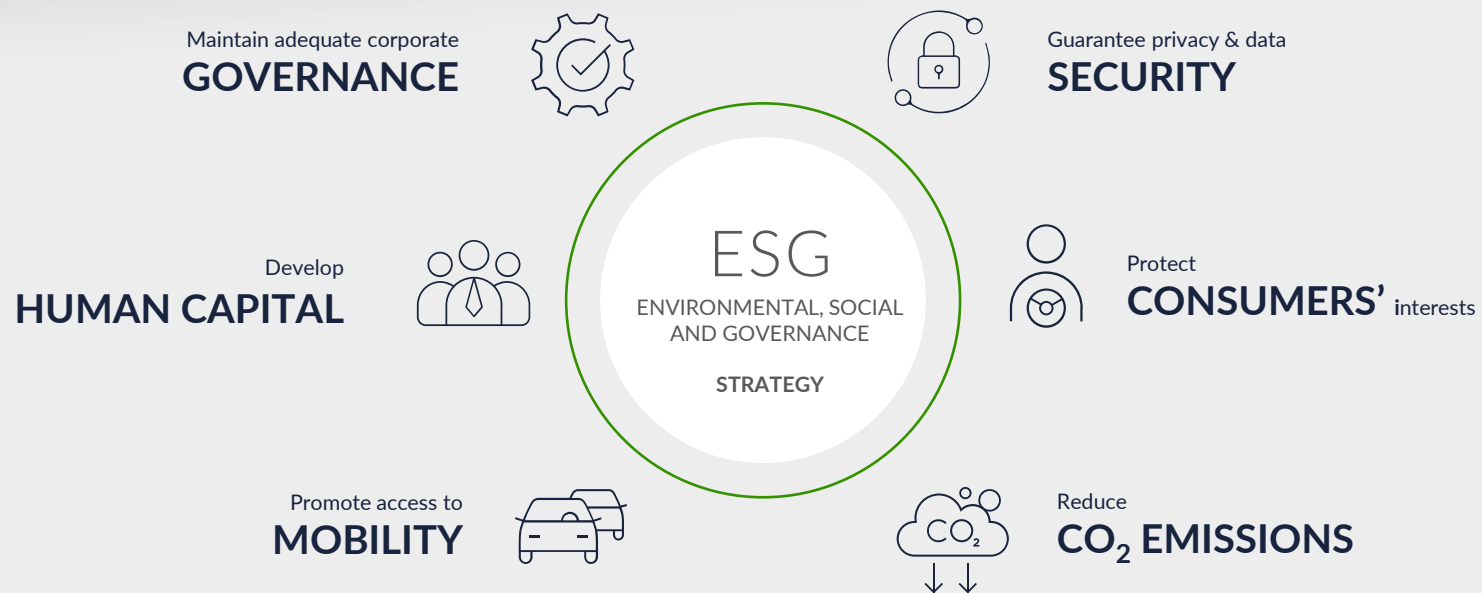 Maintain adequate corporate
GOVERNANCE
Guarantee privacy & data
SECURITY
Develop
HUMAN CAPITAL
ESG
ENVIRONMENTAL, SOCIAL
AND GOVERNANCE
STRATEGY
Protect
CONSUMERS’ interests
Promote access to
MOBILITY
CO₂
Reduce
CO₂ EMISSIONS